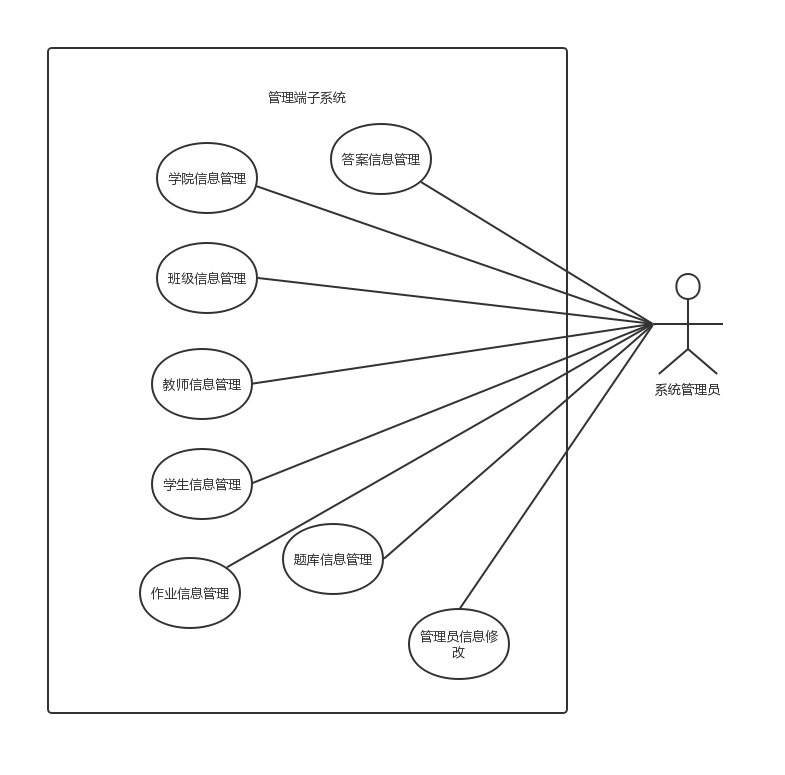 管理端子系统
答案信息管理
学院信息管理
班级信息管理
教师信息管理
系统管理员
学生信息管理
题库信息管理
作业信息管理
管理员信息修
改